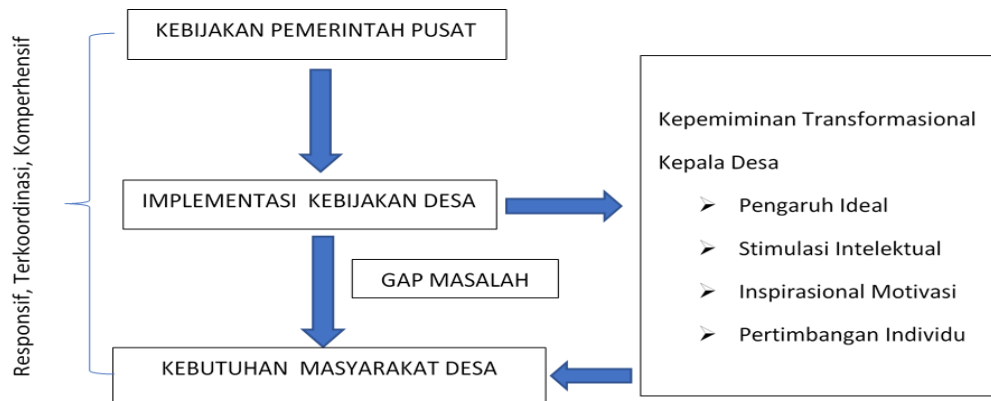 Responsif, Terkoordinasi, Komperhensif
KEBIJAKAN PEMERINTAH PUSAT
IMPLEMENTASI KEBIJAKAN DESA
GAP MASALAH
KEBUTUHAN MASYARAKAT DESA
Kepemiminan Transformasional
Kepala Desa
➢ Pengaruh Ideal
➢ Stimulasi Intelektual
➢ Inspirasional Motivasi
➢ Pertimbangan Individu